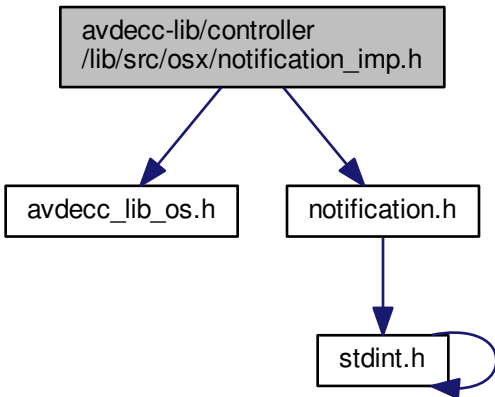 avdecc-lib/controller
/lib/src/osx/notification_imp.h
avdecc_lib_os.h
notification.h
stdint.h